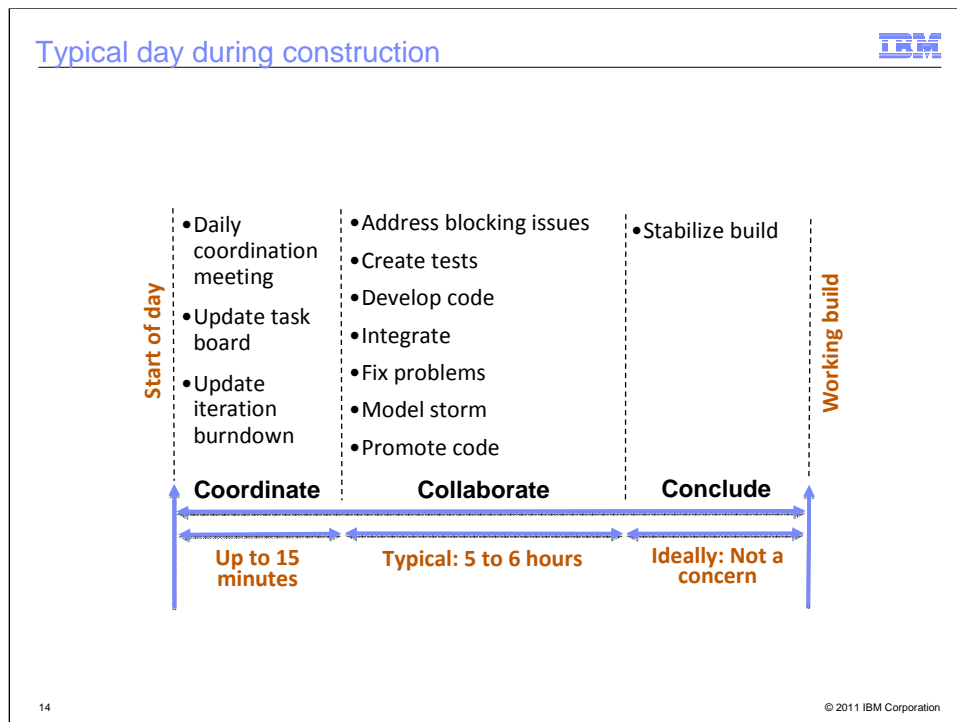 Typical day during construction
IBM
Start of day
•Daily
coordination
meeting
•Update task
board
•Update
iteration
burndown
•Address blocking issues
•Create tests
•Develop code
•Integrate
•Fix problems
•Model storm
•Promote code
•Stabilize build
Working build
Coordinate
Collaborate
Conclude
Up to 15
minutes
Typical: 5 to 6 hours
Ideally: Not a
concern
14
© 2011 IBM Corporation